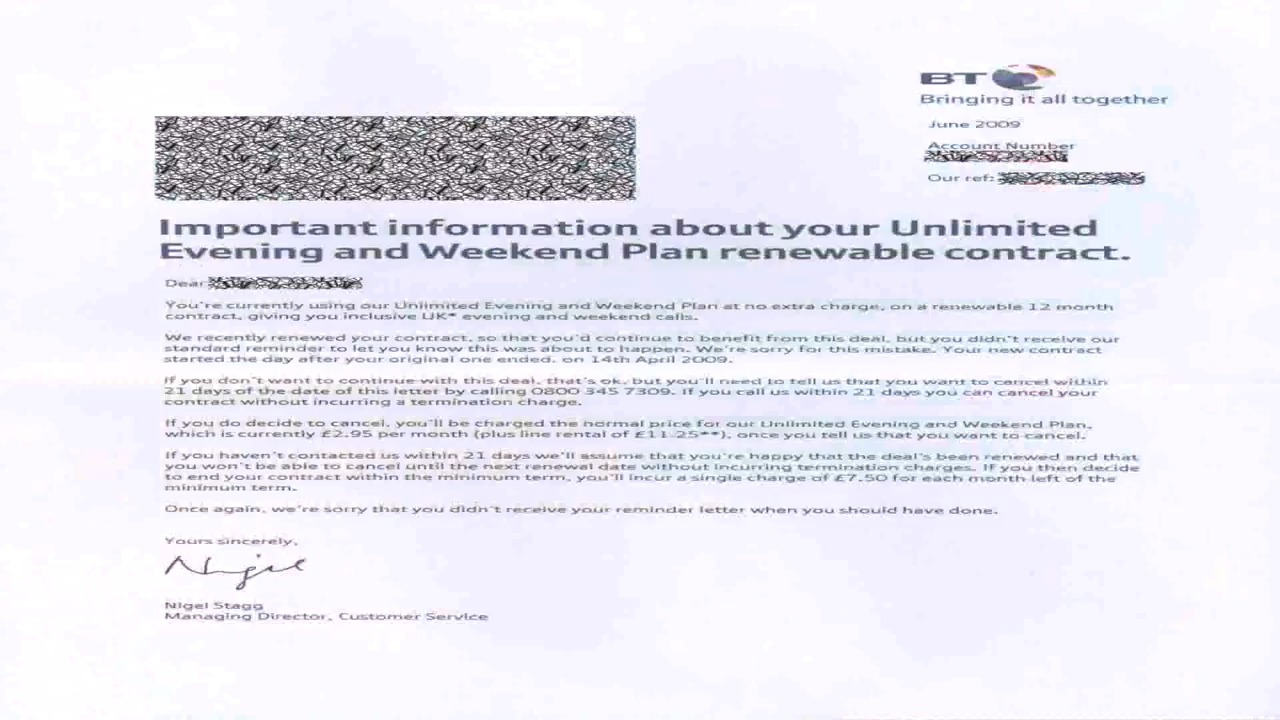 BT
Bringing it all together
June 2009
Account Number
Our ref:
Important information about your Unlimited
Evening and Weekend Plan renewable contract.
Dear
You're currently using our Unlimited Evening and Weekend Plan at no extra charge, on a renewable 12 month
contract, giving you inclusive UK* evening and weekend calls.
We recently renewed your contract, so that you'd continue to benefit from this deal, but you didn't receive our
standard reminder to let you know this was about to happen. We're sorry for this mistake. Your new contract
started the day after your original one ended, on 14th April 2009.
If you don't want to continue with this deal, that's ok, but you'll need to tell us that you want to cancel within
21 days of the date of this letter by calling 0800 345 7309. If you call us within 21 days you can cancel your
contract without incurring a termination charge.
If you do decide to cancel, you'll be charged the normal price for our Unlimited Evening and Weekend Plan,
which is currently £2.95 per month (plus line rental of £11.25**), once you tell us that you want to cancel.
If you haven't contacted us within 21 days we'll assume that you're happy that the deal's been renewed and that
you won't be able to cancel until the next renewal date without incurring termination charges. If you then decide
to end your contract within the minimum term, you'll incur a single charge of £7.50 for each month left of the
minimum term.
Once again, we're sorry that you didn't receive your reminder letter when you should have done.
Yours sincerely,
Nigel
Nigel Stagg
Managing Director, Customer Service